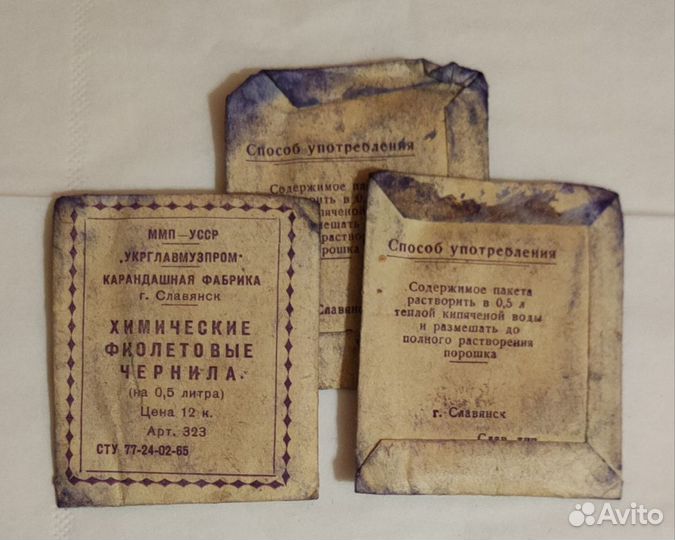 ММП—УССР
„УКРГЛАВМУЗПРОМ"
КАРАНДАШНАЯ ФАБРИКА
г. Славянск
ХИМИЧЕСКИЕ
ФИОЛЕТОВЫЕ
ЧЕРНИЛА
(на 0,5 литра)
Цена 12 к.
Арт. 323
СТУ 77-24-02-65
Способ употребления
Содержимое
Способ употребления
Содержимое пакета
растворить в 0,5 л
теплой кипяченой воды
и размешать до
полного растворения
порошка
г. Славянск
Avito